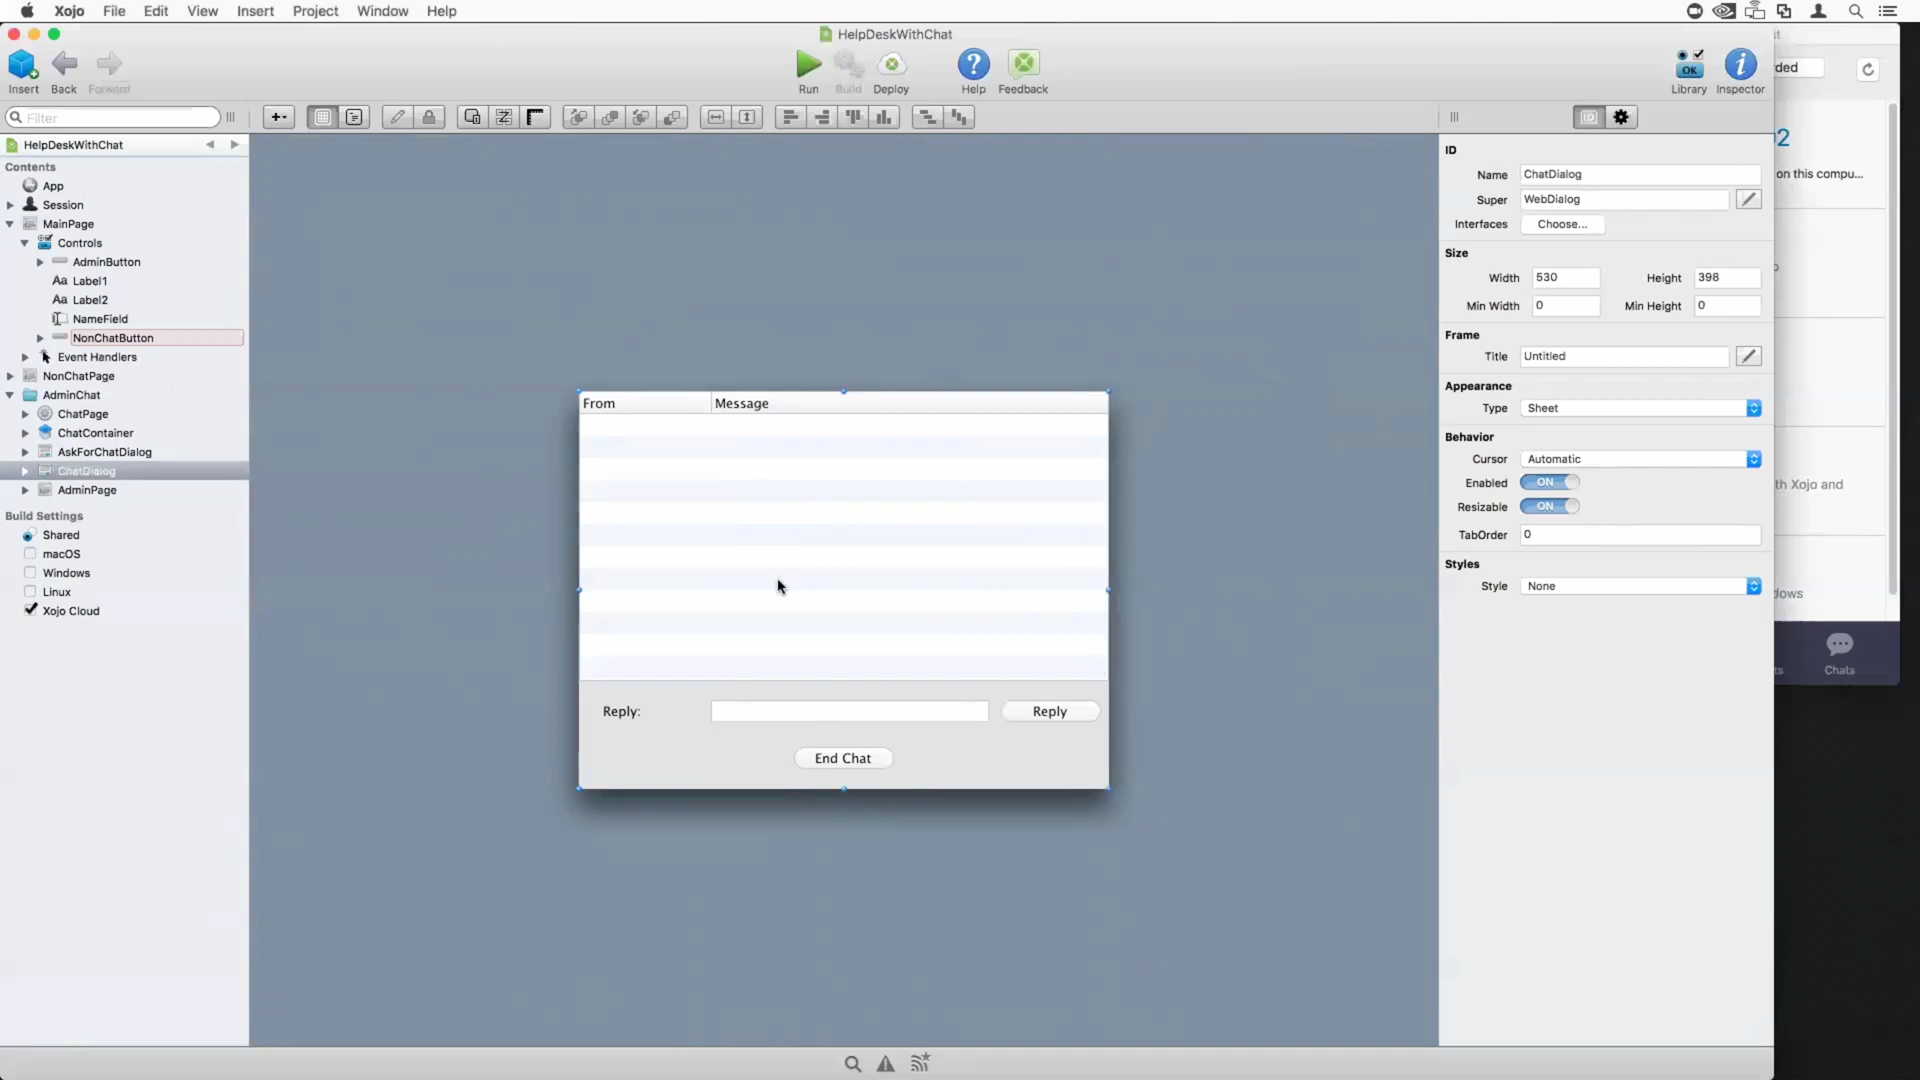 Xojo File Edit View Insert Project Window Help
HelpDeskWithChat
Insert Back Forward Run Build Deploy Help Feedback Library Inspector
OK
ded
Filter
HelpDeskWithChat
Contents
App
Session
MainPage
Controls
AdminButton
Aa Label1
Aa Label2
NameField
NonChatButton
Event Handlers
NonChatPage
AdminChat
ChatPage
ChatContainer
AskForChatDialog
ChatDialog
AdminPage
Build Settings
Shared
macOS
Windows
Linux
Xojo Cloud
From Message
Reply: Reply
End Chat
ID
Name ChatDialog
Super WebDialog
Interfaces Choose...
Size
Width 530 Height 398
Min Width 0 Min Height 0
Frame
Title Untitled
Appearance
Type Sheet
Behavior
Cursor Automatic
Enabled ON
Resizable ON
TabOrder 0
Styles
Style None
on this compu...
th Xojo and
dows
ts Chats